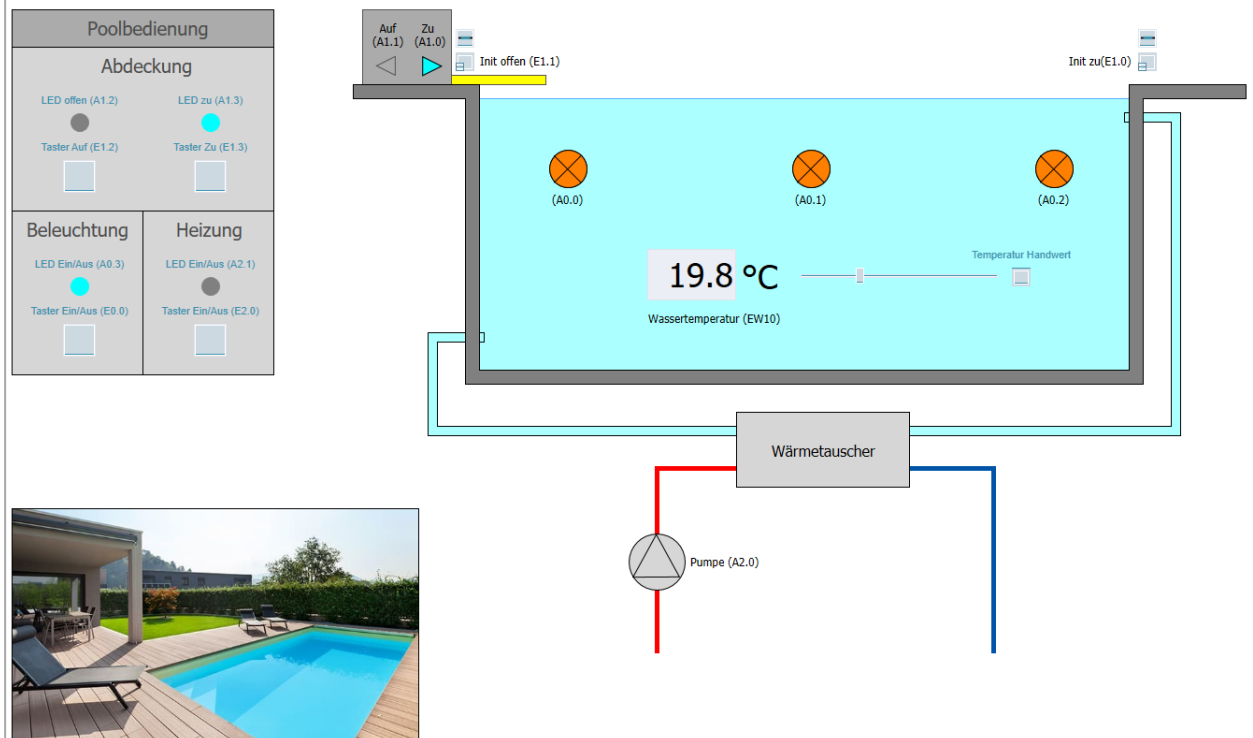 Poolbedienung
Abdeckung
LED offen (A1.2)
LED zu (A1.3)
Taster Auf (E1.2)
Taster Zu (E1.3)
Beleuchtung
LED Ein/Aus (A0.3)
Taster Ein/Aus (E0.0)
Heizung
LED Ein/Aus (A2.1)
Taster Ein/Aus (E2.0)
Auf
(A1.1)
Zu
(A1.0)
Init offen (E1.1)
Init zu(E1.0)
(A0.0)
(A0.1)
(A0.2)
19.8 °C
Temperatur Handwert
Wassertemperatur (EW10)
Wärmetauscher
Pumpe (A2.0)